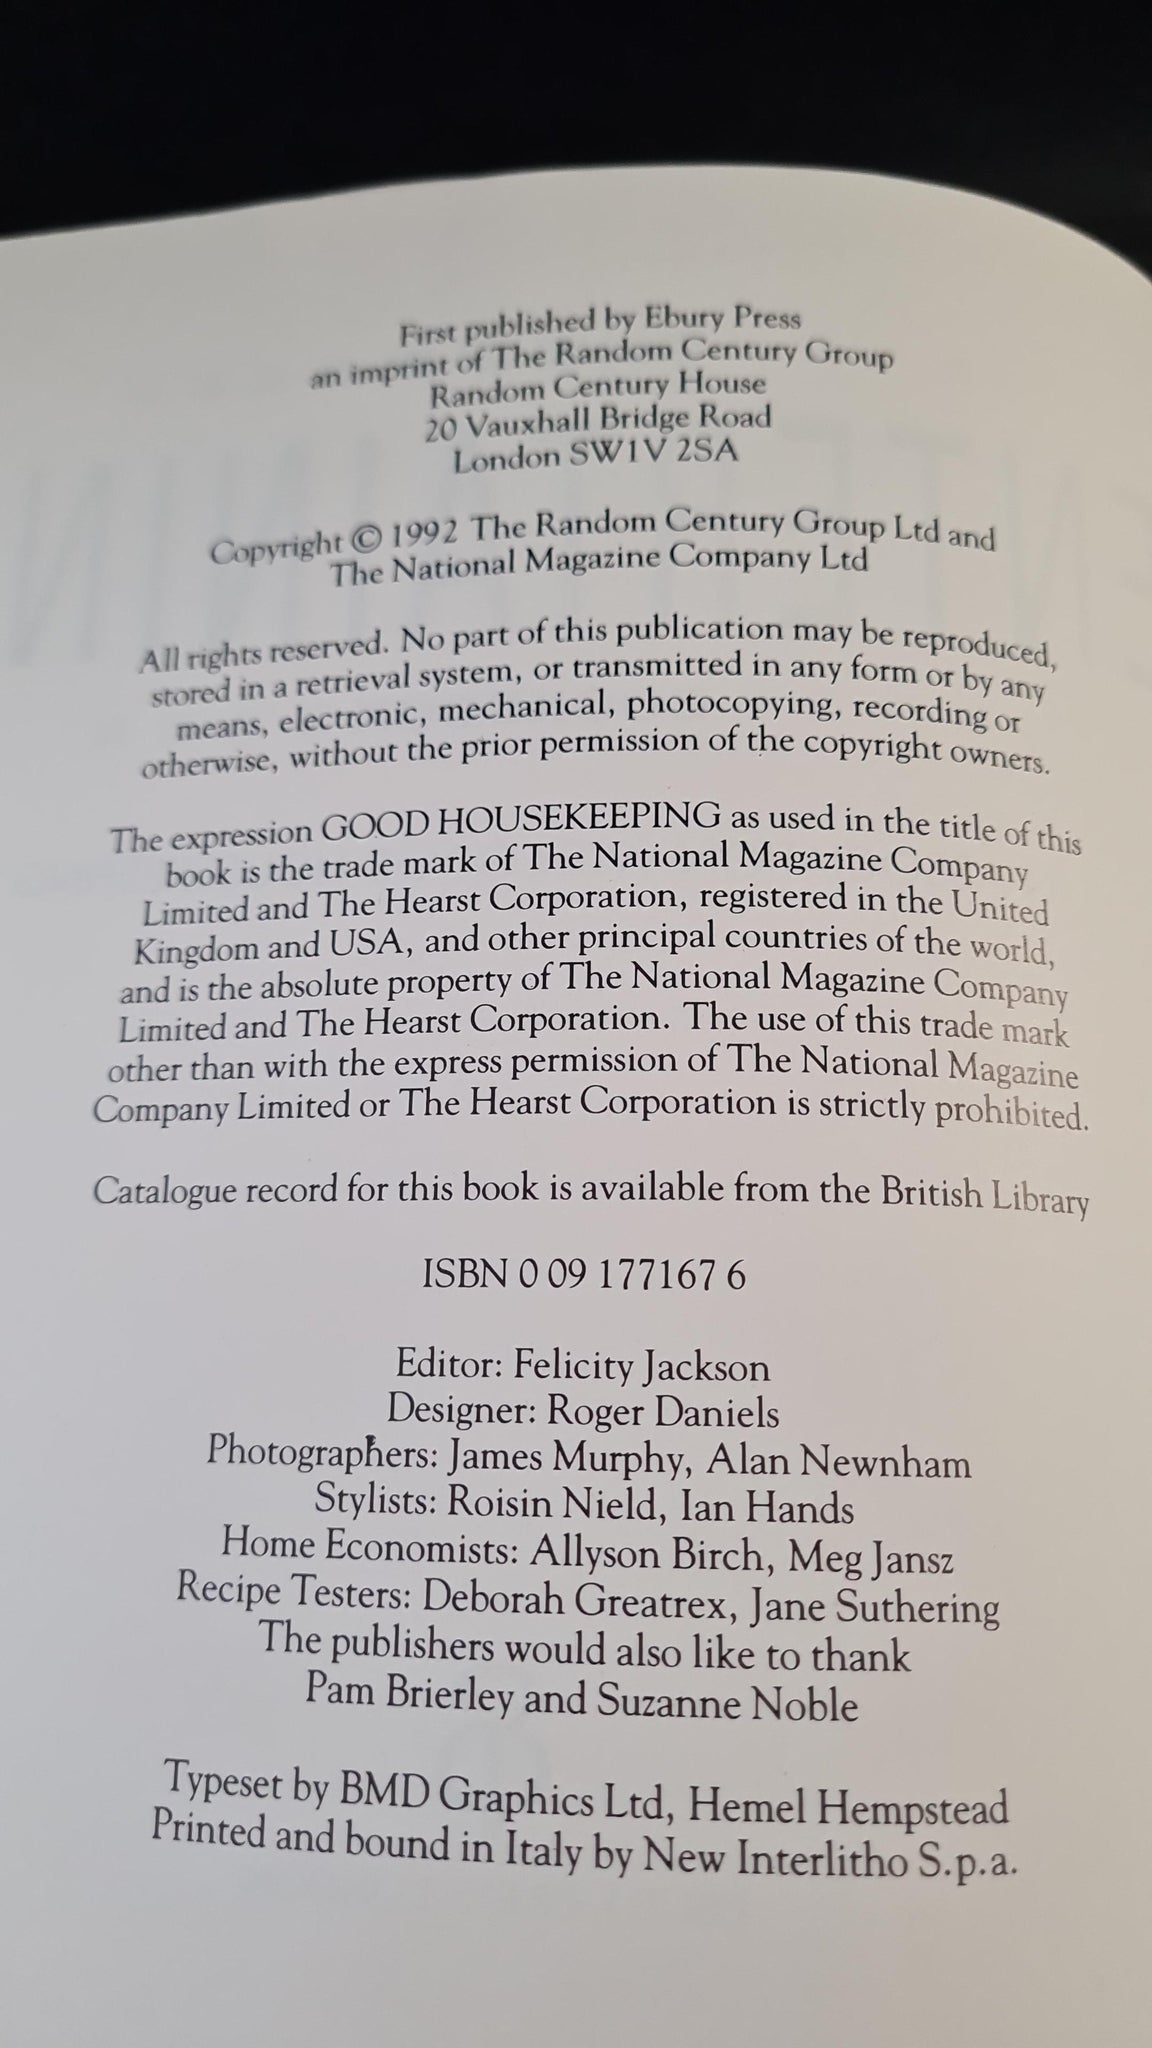 First published by Ebury Press
an imprint of The Random Century Group
Random Century House
20 Vauxhall Bridge Road
London SW1V 2SA
Copyright © 1992 The Random Century Group Ltd and
The National Magazine Company Ltd
All rights reserved. No part of this publication may be reproduced,
stored in a retrieval system, or transmitted in any form or by any
means, electronic, mechanical, photocopying, recording or
otherwise, without the prior permission of the copyright owners.
The expression GOOD HOUSEKEEPING as used in the title of this
book is the trade mark of The National Magazine Company
Limited and The Hearst Corporation, registered in the United
Kingdom and USA, and other principal countries of the world,
and is the absolute property of The National Magazine Company
Limited and The Hearst Corporation. The use of this trade mark
other than with the express permission of The National Magazine
Company Limited or The Hearst Corporation is strictly prohibited.
Catalogue record for this book is available from the British Library
ISBN 0 09 177167 6
Editor: Felicity Jackson
Designer: Roger Daniels
Photographers: James Murphy, Alan Newnham
Stylists: Roisin Nield, Ian Hands
Home Economists: Allyson Birch, Meg Jansz
Recipe Testers: Deborah Greatrex, Jane Suthering
The publishers would also like to thank
Pam Brierley and Suzanne Noble
Typeset by BMD Graphics Ltd, Hemel Hempstead
Printed and bound in Italy by New Interlitho S.p.a.